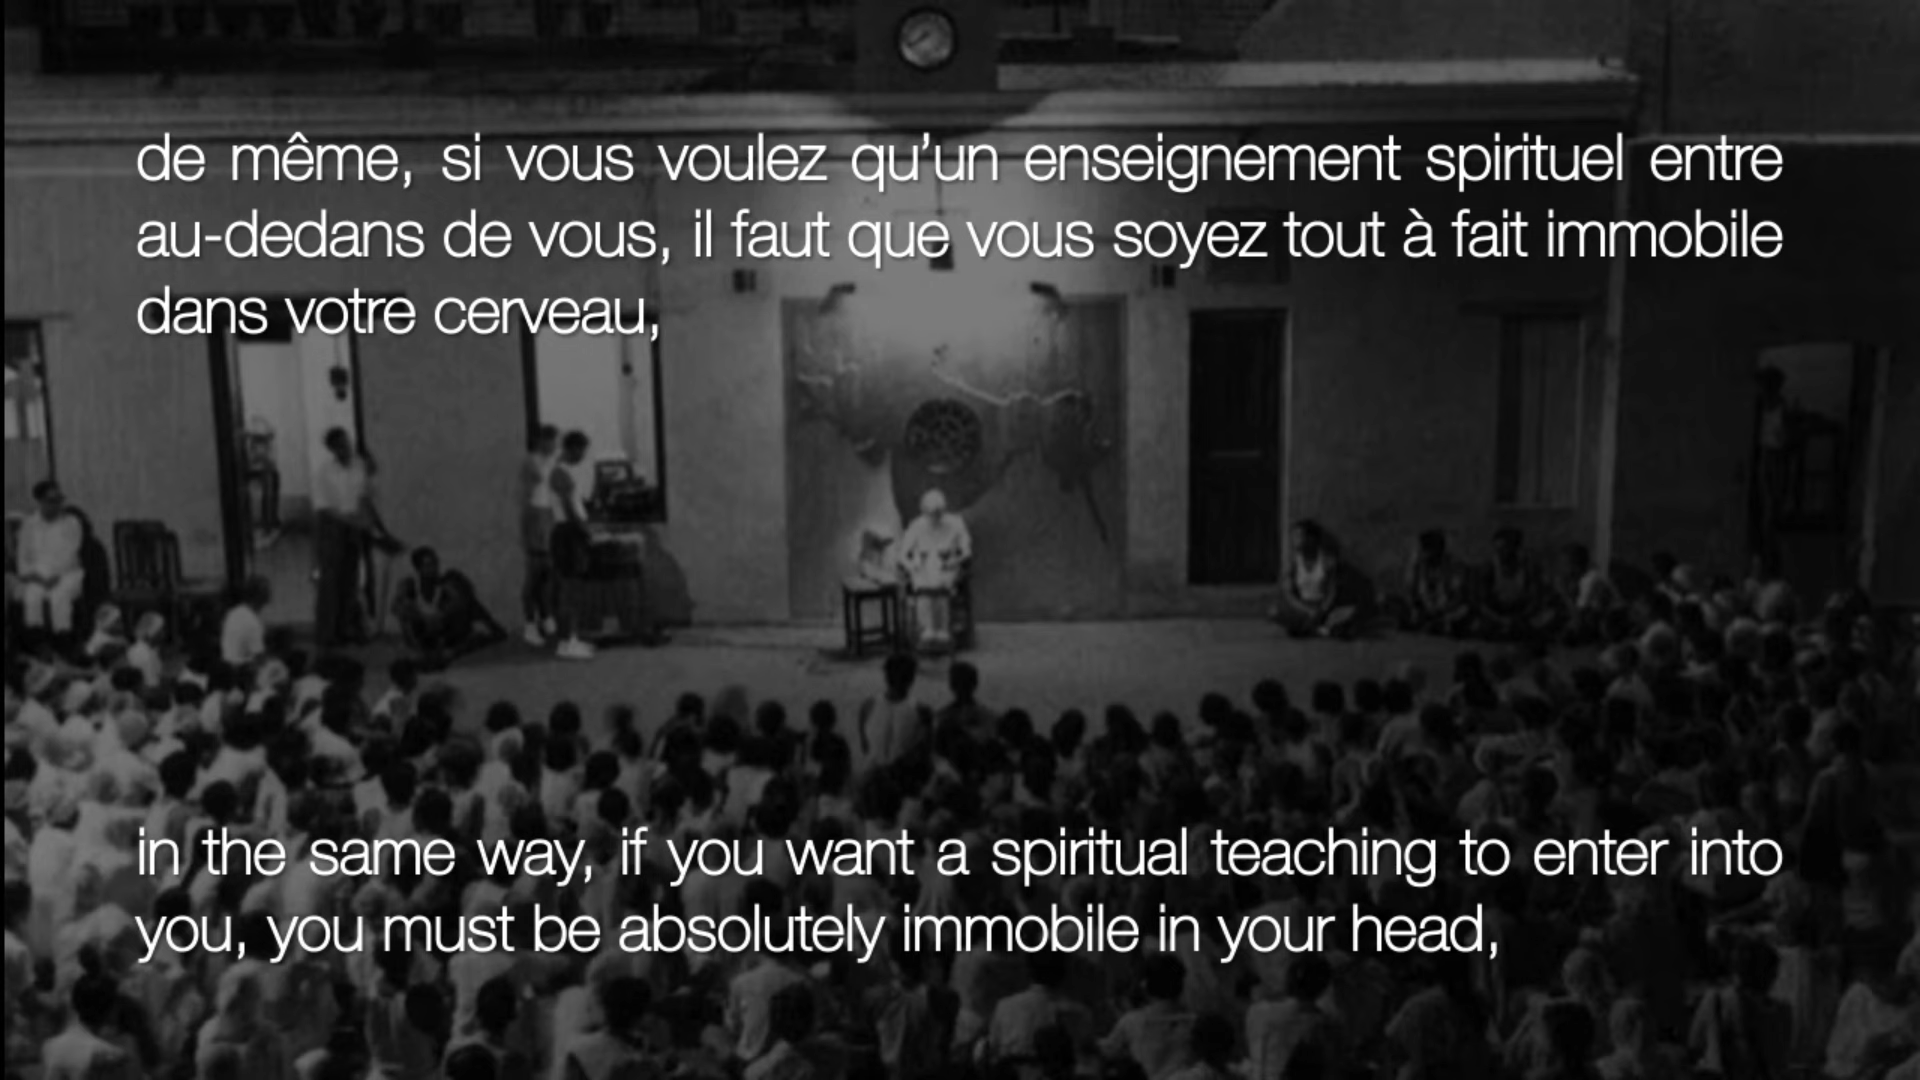 de même, si vous voulez qu’un enseignement spirituel entre
au-dedans de vous, il faut que vous soyez tout à fait immobile
dans votre cerveau,
in the same way, if you want a spiritual teaching to enter into
you, you must be absolutely immobile in your head,